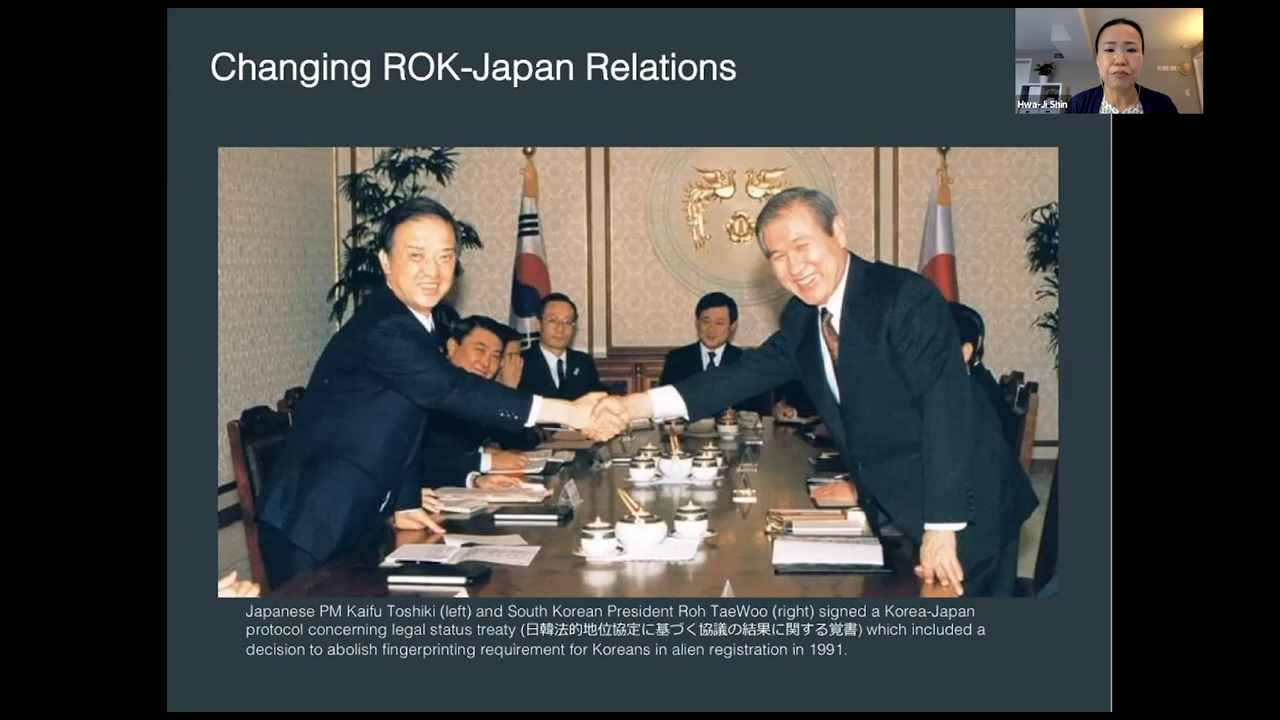 Changing ROK-Japan Relations
Hwa-Ji Shin
Japanese PM Kaifu Toshiki (left) and South Korean President Roh TaeWoo (right) signed a Korea-Japan
protocol concerning legal status treaty (日韓法的地位協定に基づく協議の結果に関する覚書) which included a
decision to abolish fingerprinting requirement for Koreans in alien registration in 1991.